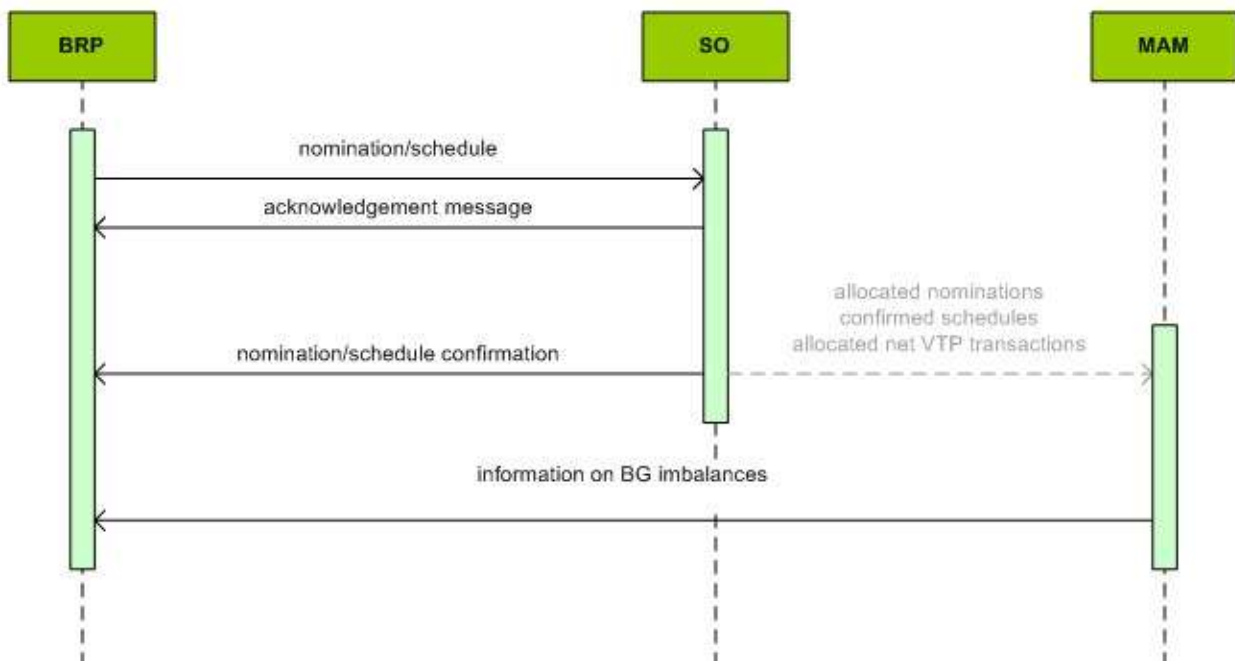 BRP
SO
MAM
nomination/schedule
acknowledgement message
allocated nominations
confirmed schedules
allocated net VTP transactions
nomination/schedule confirmation
information on BG imbalances